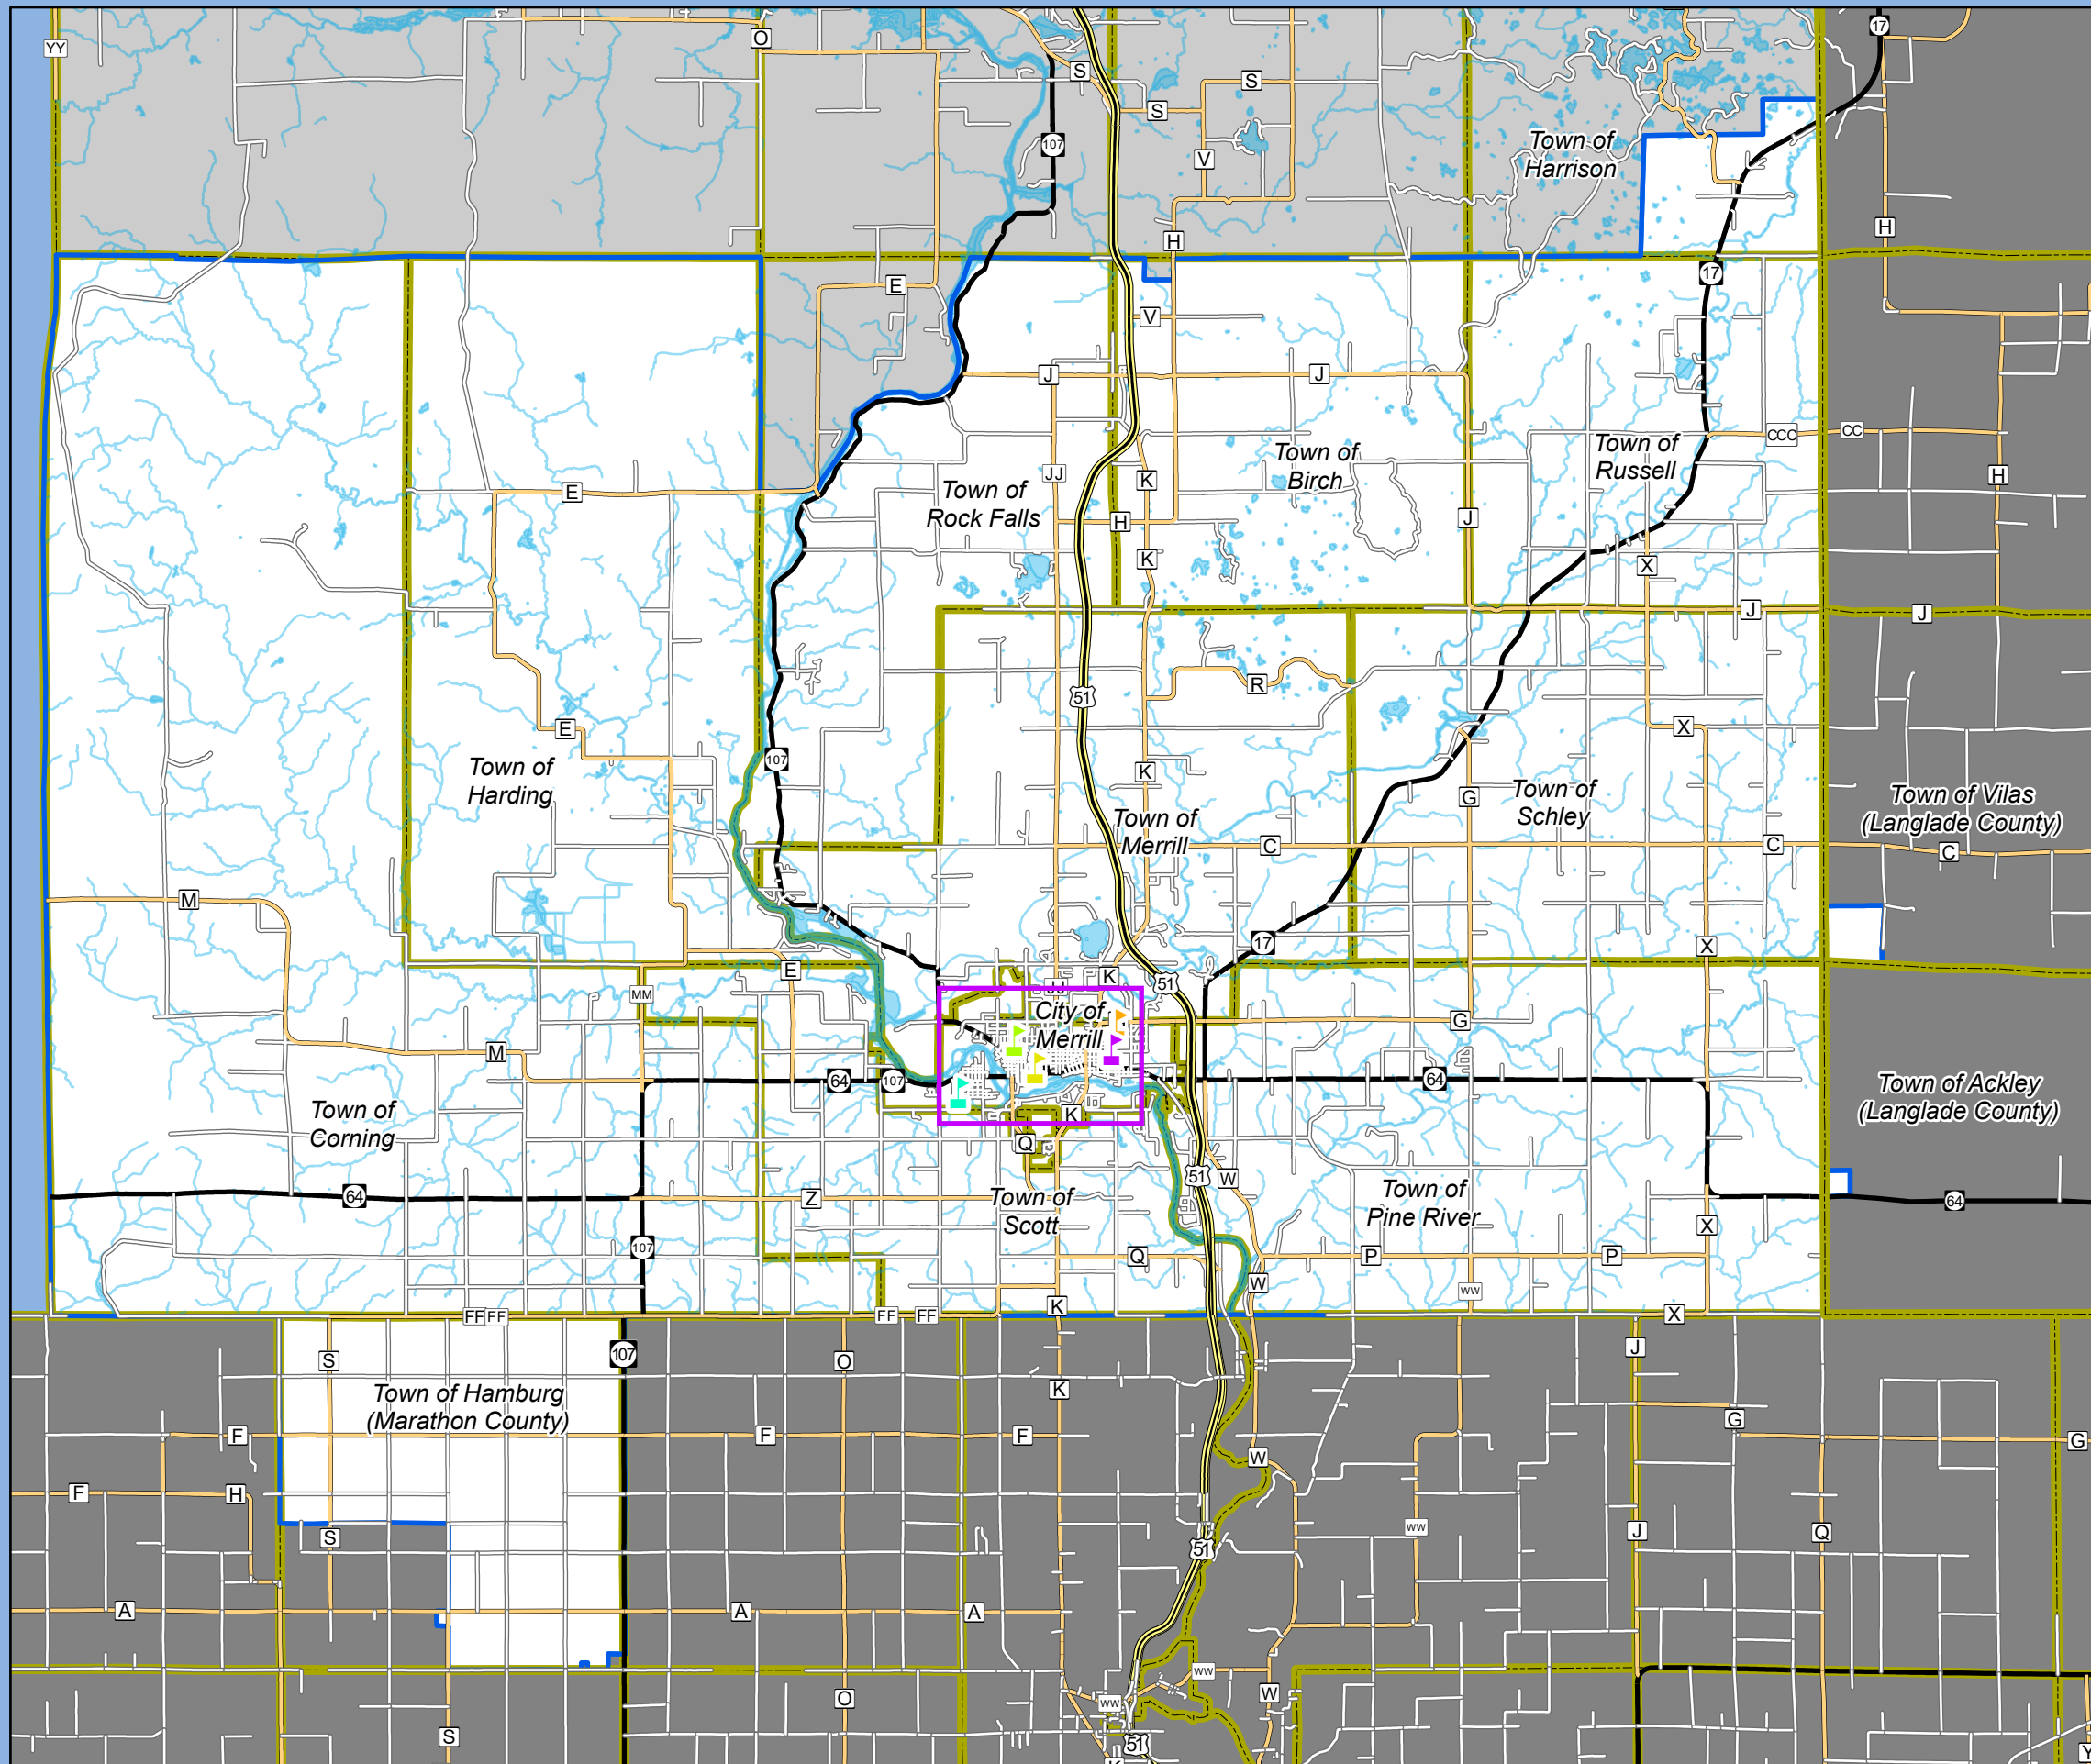 17
YY
O
S
S
S
107
Town of
Harrison
V
H
H
17
E
V
J
J
CCC
CC
Town of
Birch
Town of
Russell
JJ
K
H
E
Town of
Rock Falls
J
H
K
X
J
J
R
51
E
X
107
K
Town of
Harding
G
Town of
Schley
Town of Vilas
(Langlade County)
Town of
Merrill
C
C
C
M
17
X
E
K
51
MM
JJ
City of
Merrill
G
M
64
107
64
Town of Ackley
(Langlade County)
Town of
Corning
K
Q
51
W
Town of
Pine River
64
Z
Town of
Scott
64
X
107
Q
P
P
W
WW
K
FF
FF
FF
FF
X
S
107
O
J
Town of Hamburg
(Marathon County)
K
G
F
F
F
G
W
F
H
S
WW
J
Q
51
A
A
A
WW
O
WW
W
S
51
K
Y